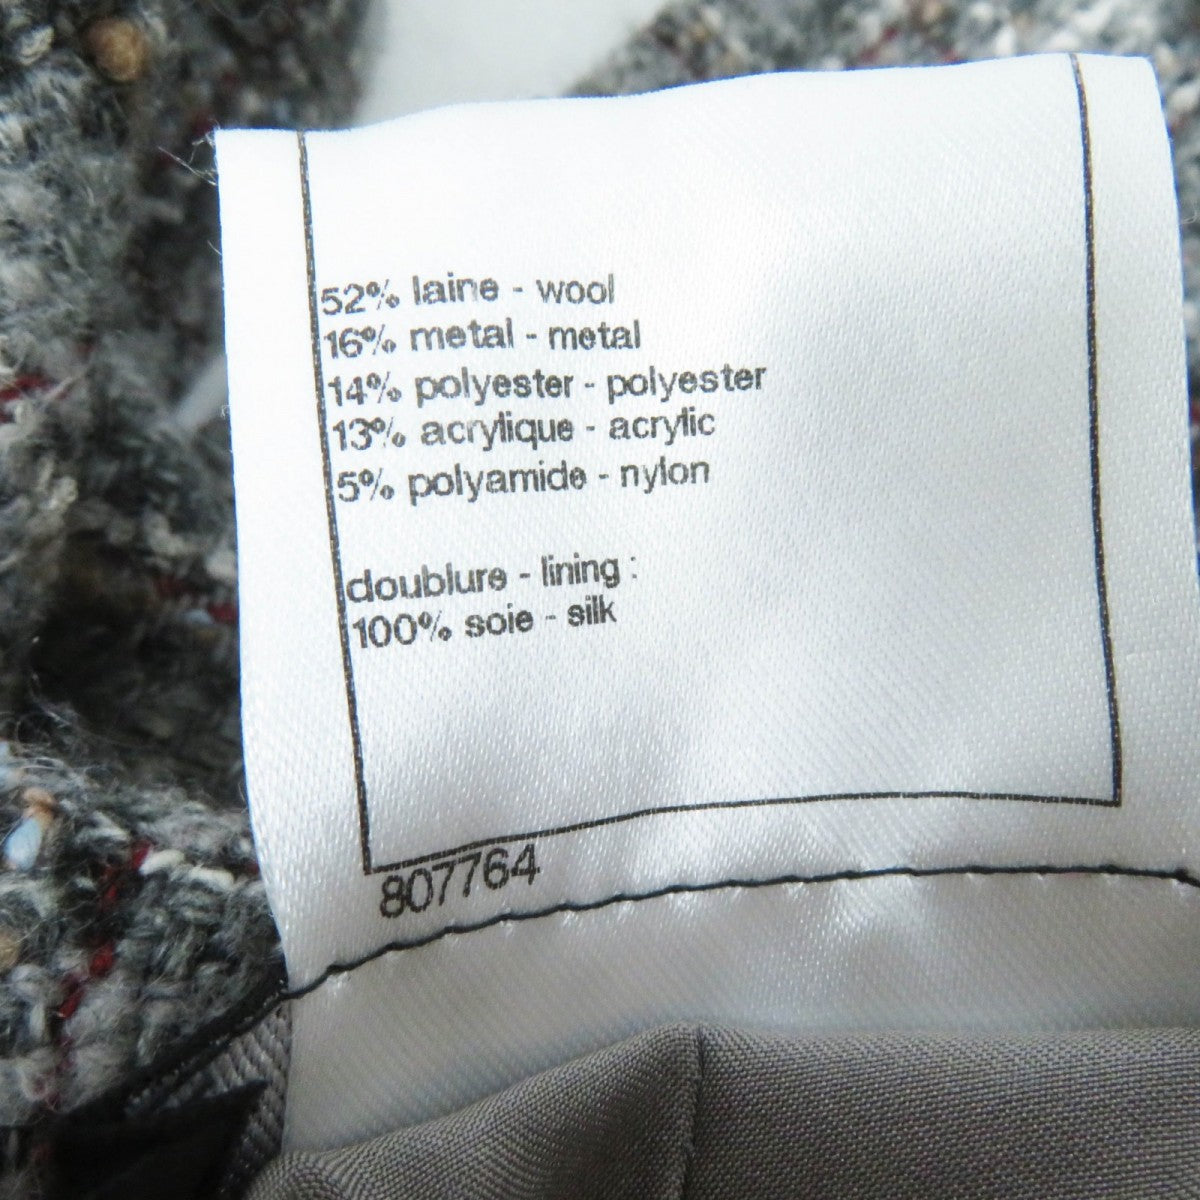 52% laine - wool
16% metal - metal
14% polyester - polyester
13% acrylique - acrylic
5% polyamide - nylon
doublure - lining :
100% soie - silk
807764